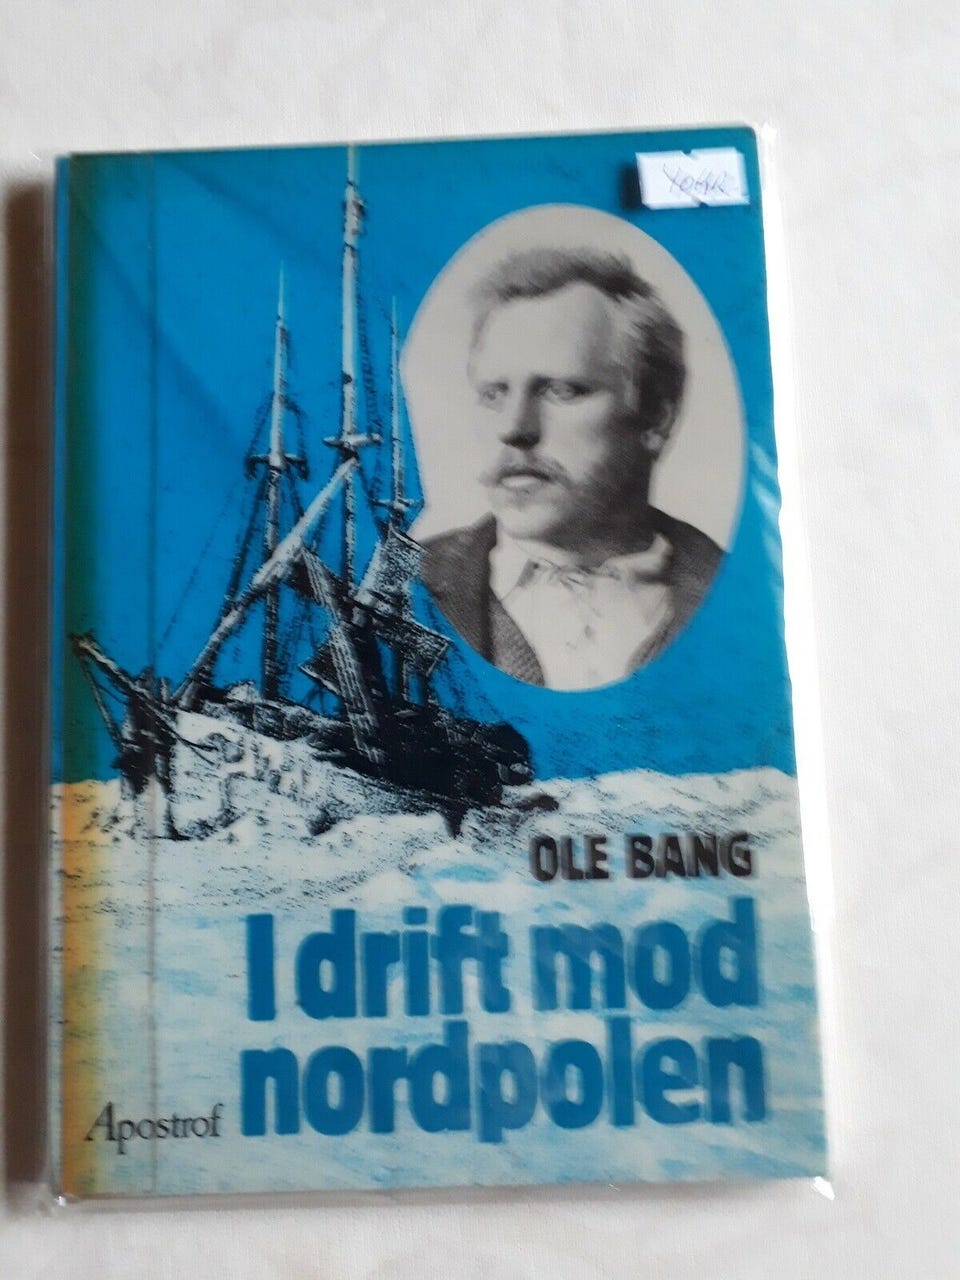 OLE BANG
I drift mod
nordpolen
Apostrof